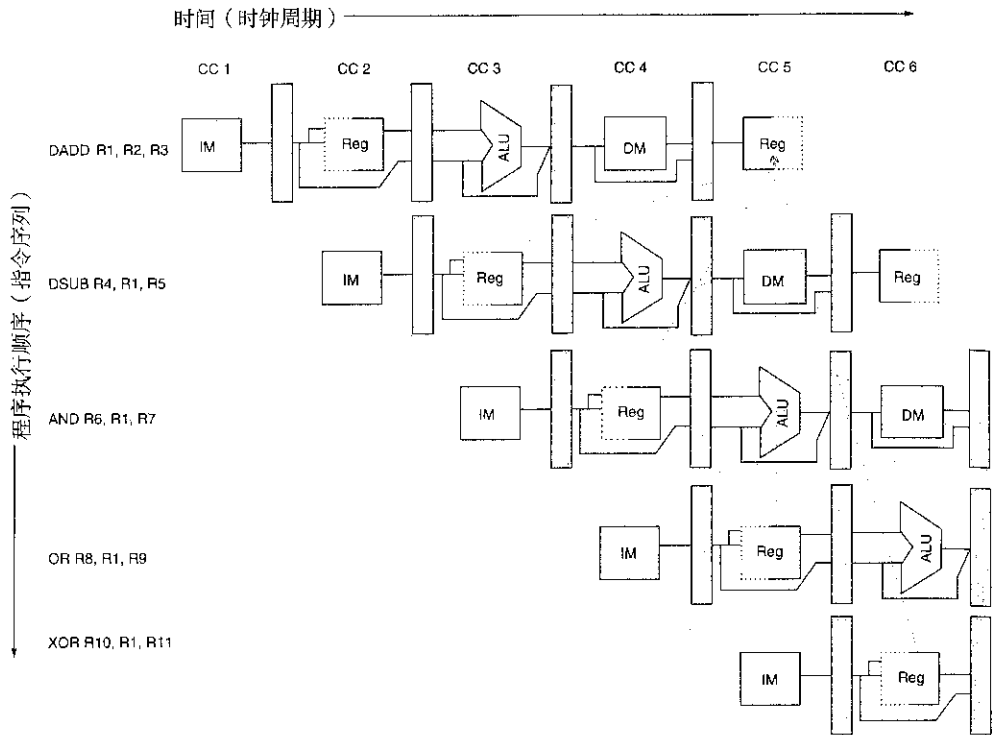 时间（时钟周期）
CC 1 CC 2 CC 3 CC 4 CC 5 CC 6
程序执行顺序（指令序列）
DADD R1, R2, R3
IM Reg ALU DM Reg
DSUB R4, R1, R5
IM Reg ALU DM Reg
AND R6, R1, R7
IM Reg ALU DM
OR R8, R1, R9
IM Reg ALU
XOR R10, R1, R11
IM Reg